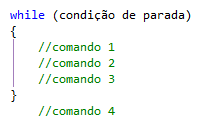 while (condição de parada)
{
//comando 1
//comando 2
//comando 3
}
//comando 4